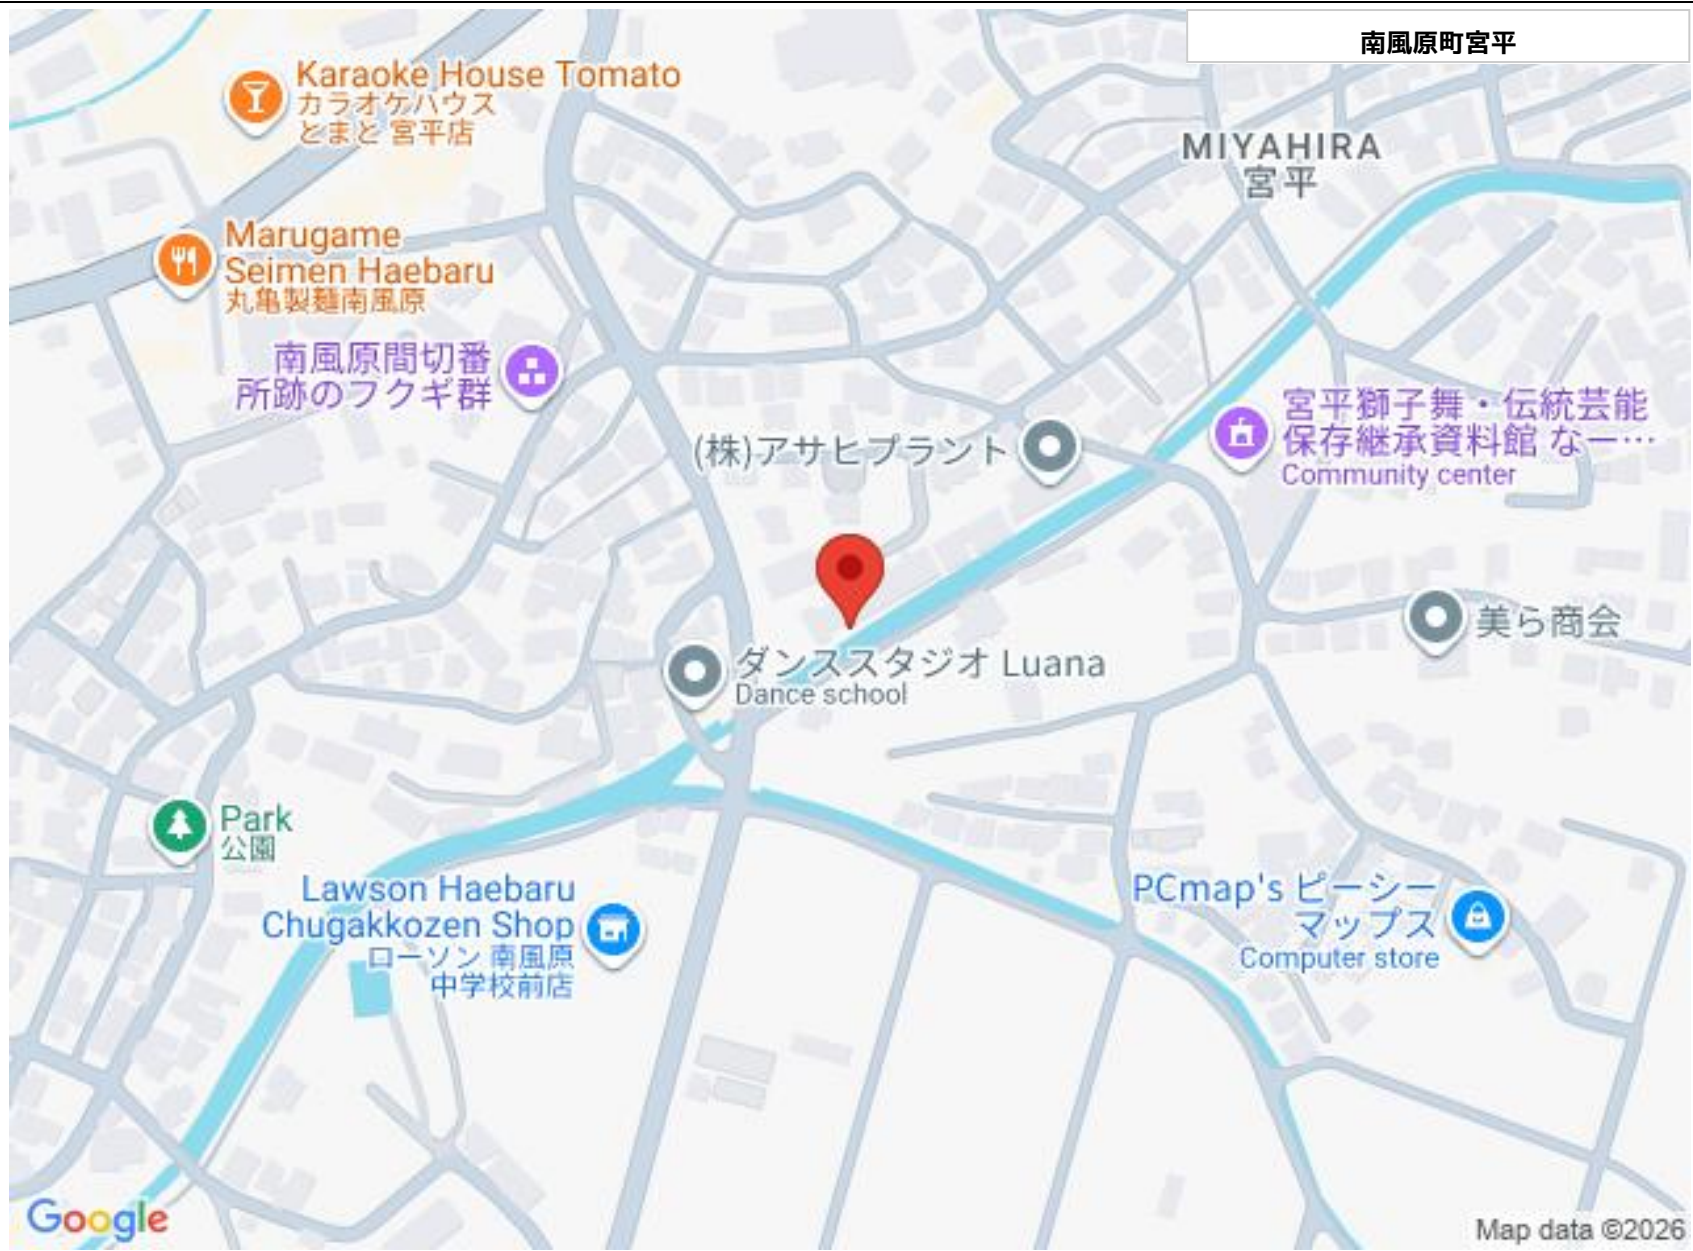 南風原町宮平
Karaoke House Tomato
カラオケハウス
とまと 宮平店
MIYAHIRA
宮平
Marugame
Seimen Haebaru
丸亀製麺南風原
南風原間切番
所跡のフクギ群
(株)アサヒプラント
宮平獅子舞・伝統芸能
保存継承資料館 なー…
Community center
美ら商会
ダンススタジオ Luana
Dance school
Park
公園
Lawson Haebaru
Chugakkozen Shop
ローソン 南風原
中学校前店
PCmap's ピーシー
マップス
Computer store
Google
Map data ©2026